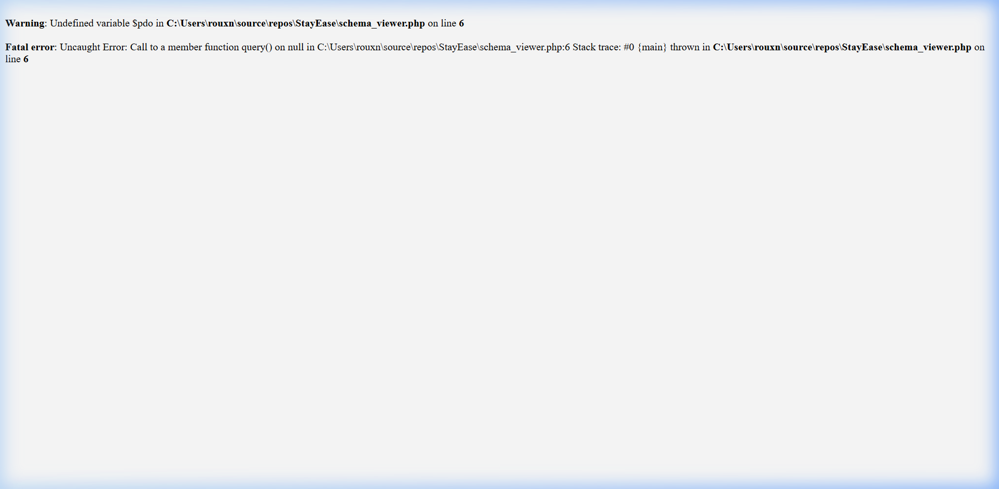 Warning: Undefined variable $pdo in C:\Users\rouxn\source\repos\StayEase\schema_viewer.php on line 6
Fatal error: Uncaught Error: Call to a member function query() on null in C:\Users\rouxn\source\repos\StayEase\schema_viewer.php:6 Stack trace: #0 {main} thrown in C:\Users\rouxn\source\repos\StayEase\schema_viewer.php on
line 6